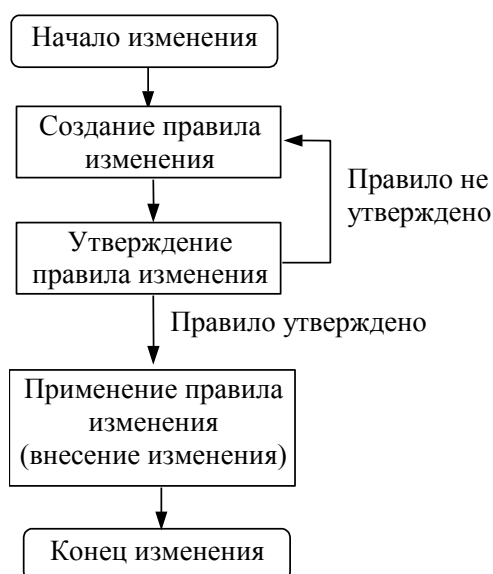 Начало изменения
Создание правила
изменения
Правило не
утверждено
Утверждение
правила изменения
Правило утверждено
Применение правила
изменения
(внесение изменения)
Конец изменения